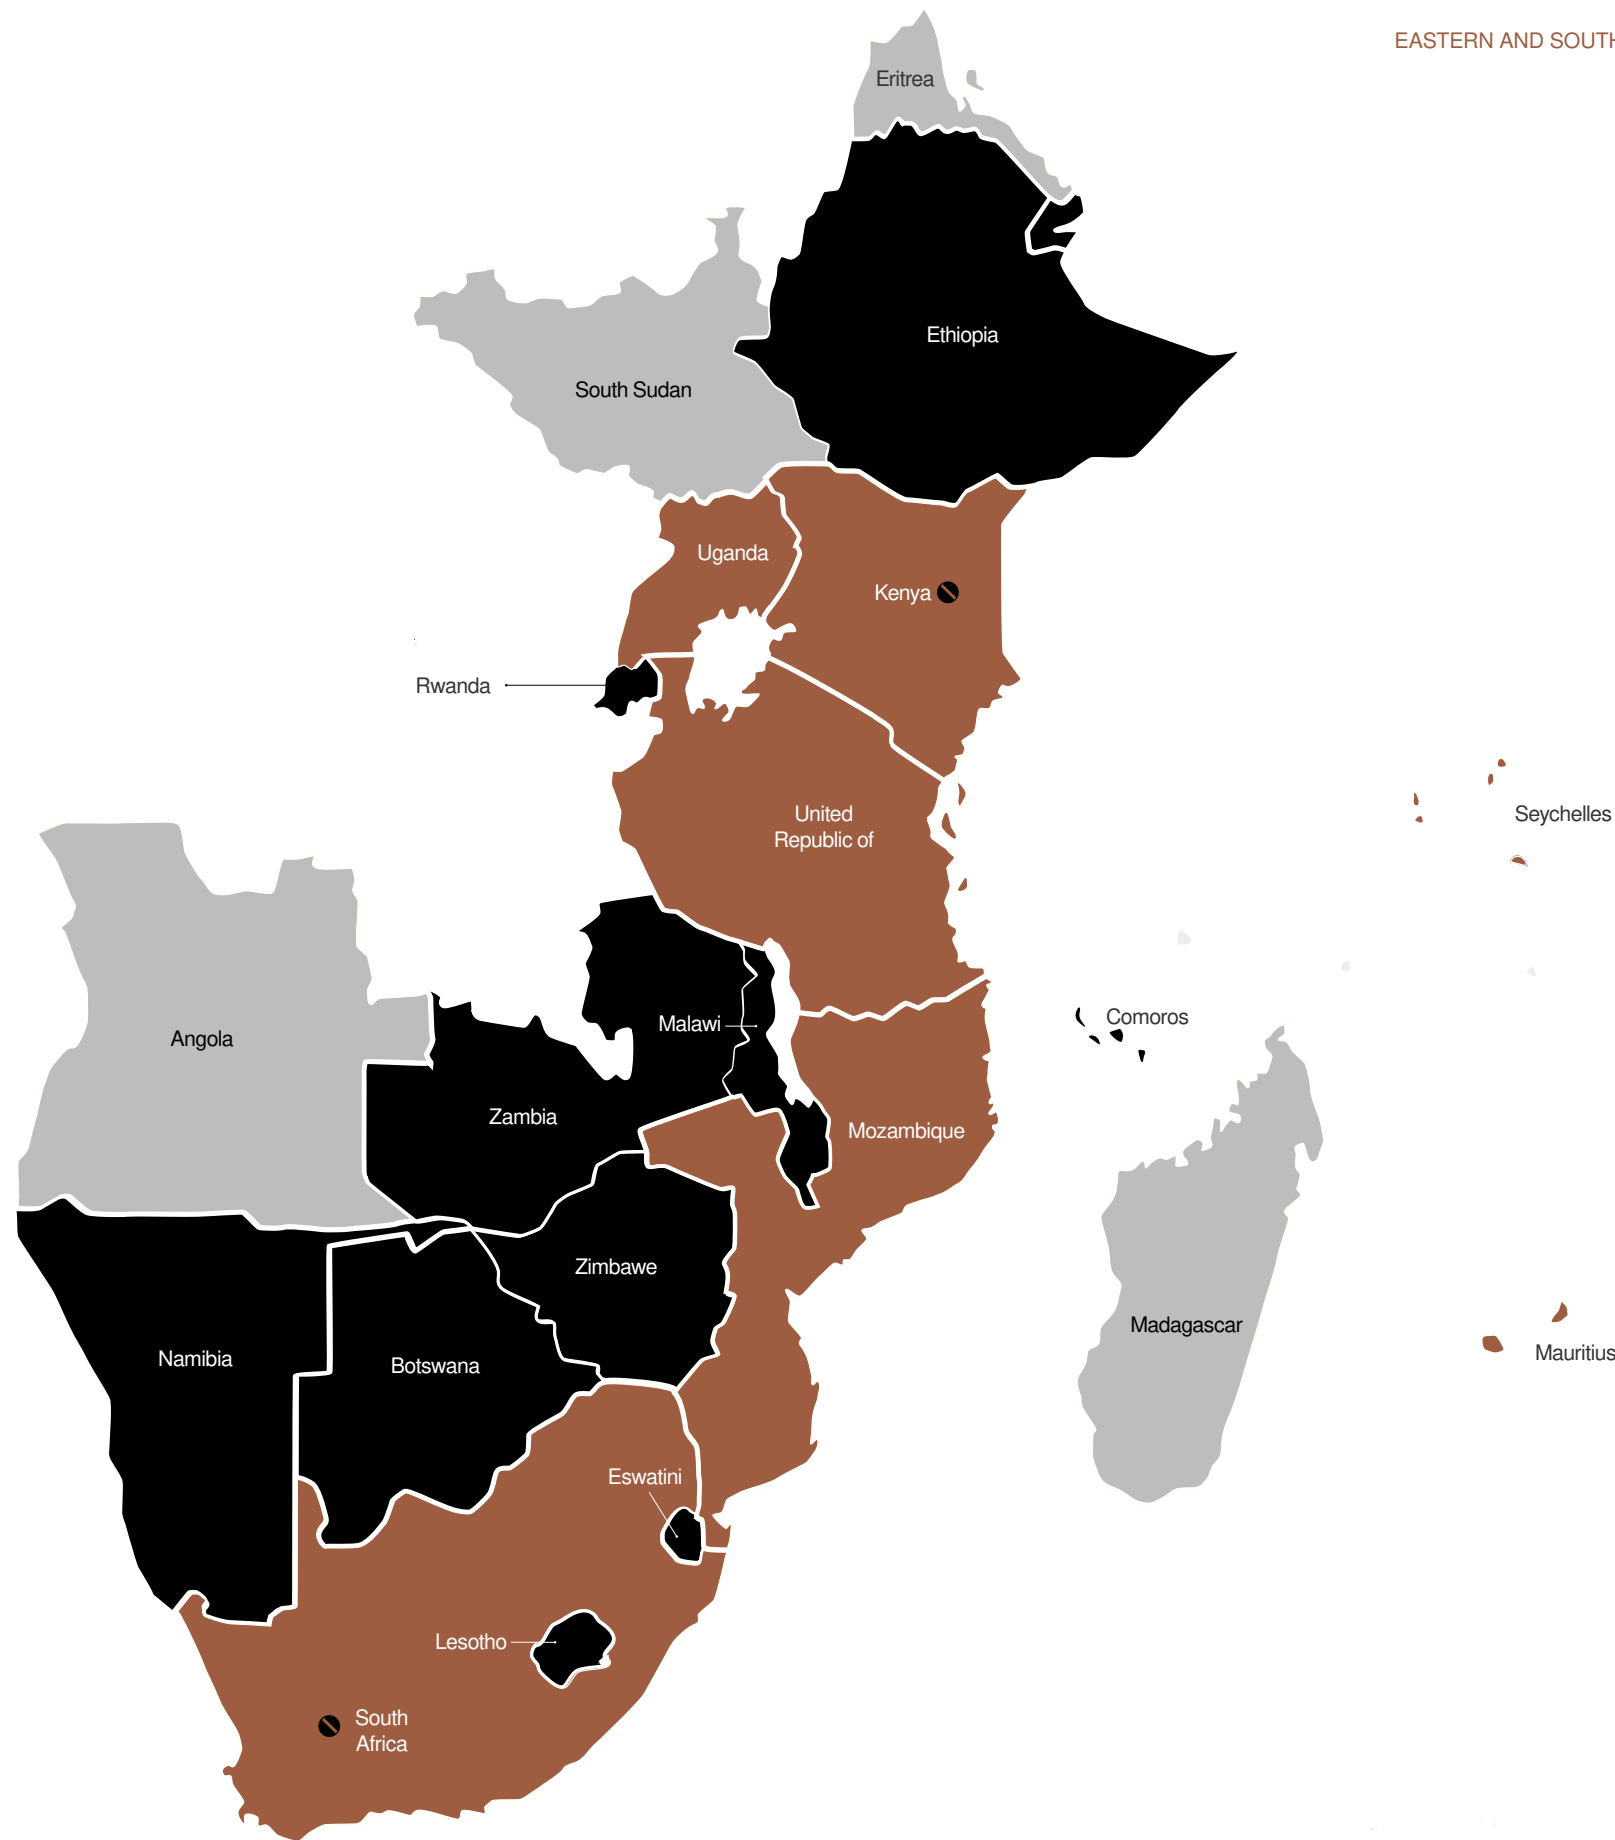 EASTERN AND SOUTH
Eritrea
Ethiopia
South Sudan
Uganda
Kenya
Rwanda
United
Republic of
Seychelles
Malawi
Comoros
Angola
Zambia
Mozambique
Zimbawe
Madagascar
Mauritius
Namibia
Botswana
Eswatini
Lesotho
South
Africa